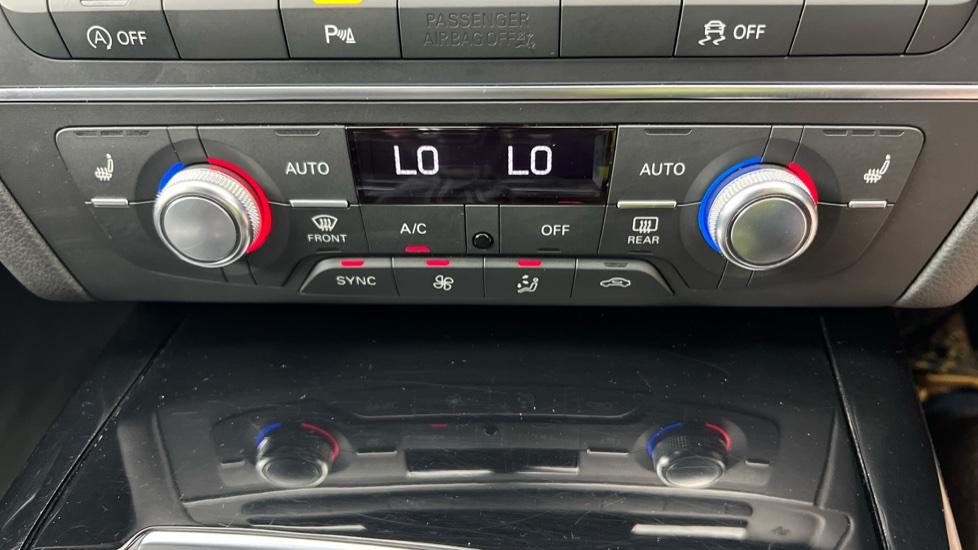 (A) OFF
P
PASSENGER
AIRBAG OFF
OFF
AUTO
LO
LO
AUTO
FRONT
A/C
OFF
REAR
SYNC